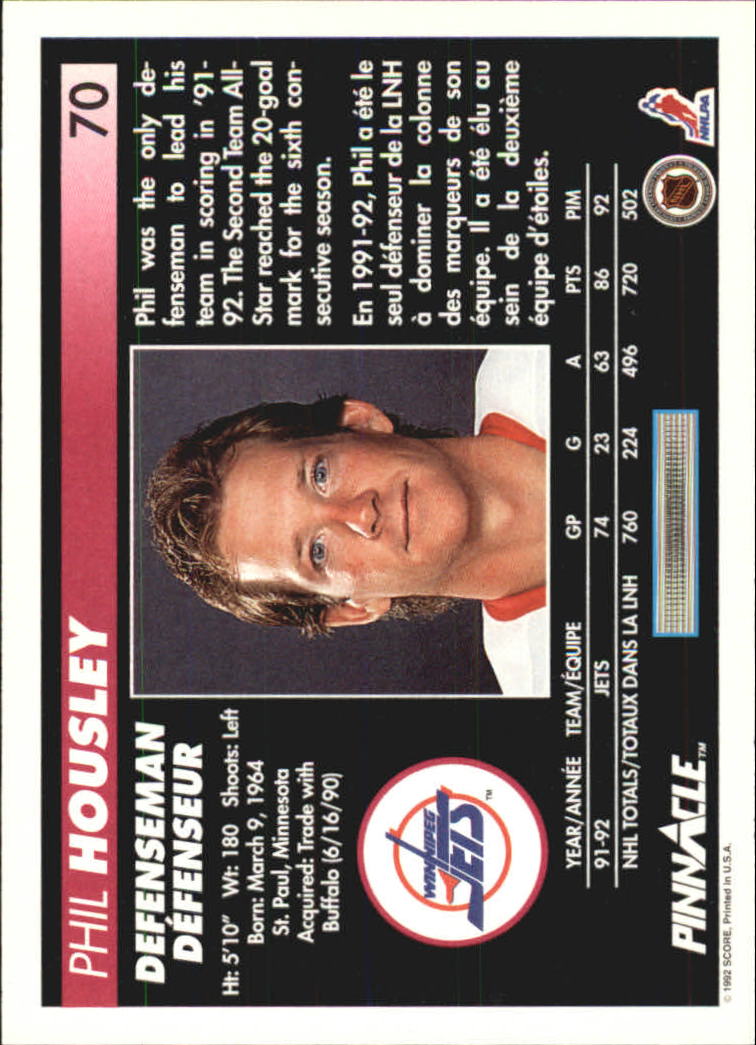 PHIL HOUSLEY 70
DEFENSEMAN
DÉFENSEUR
Ht: 5'10" Wt: 180 Shoots: Left
Born: March 9, 1964
St. Paul, Minnesota
Acquired: Trade with
Buffalo (6/16/90)
WINNIPEG
JETS
TM
Phil was the only de-
fenseman to lead his
team in scoring in '91-
92. The Second Team All-
Star reached the 20-goal
mark for the sixth con-
secutive season.
En 1991-92, Phil a été le
seul défenseur de la LNH
à dominer la colonne
des marqueurs de son
équipe. Il a été élu au
sein de la deuxième
équipe d'étoiles.
YEAR/ANNÉE TEAM/ÉQUIPE GP G A PTS PIM
91-92 JETS 74 23 63 86 92
NHL TOTALS/TOTAUX DANS LA LNH 760 224 496 720 502
PINNACLE TM
NHLPA
© 1992 SCORE, Printed in U.S.A.